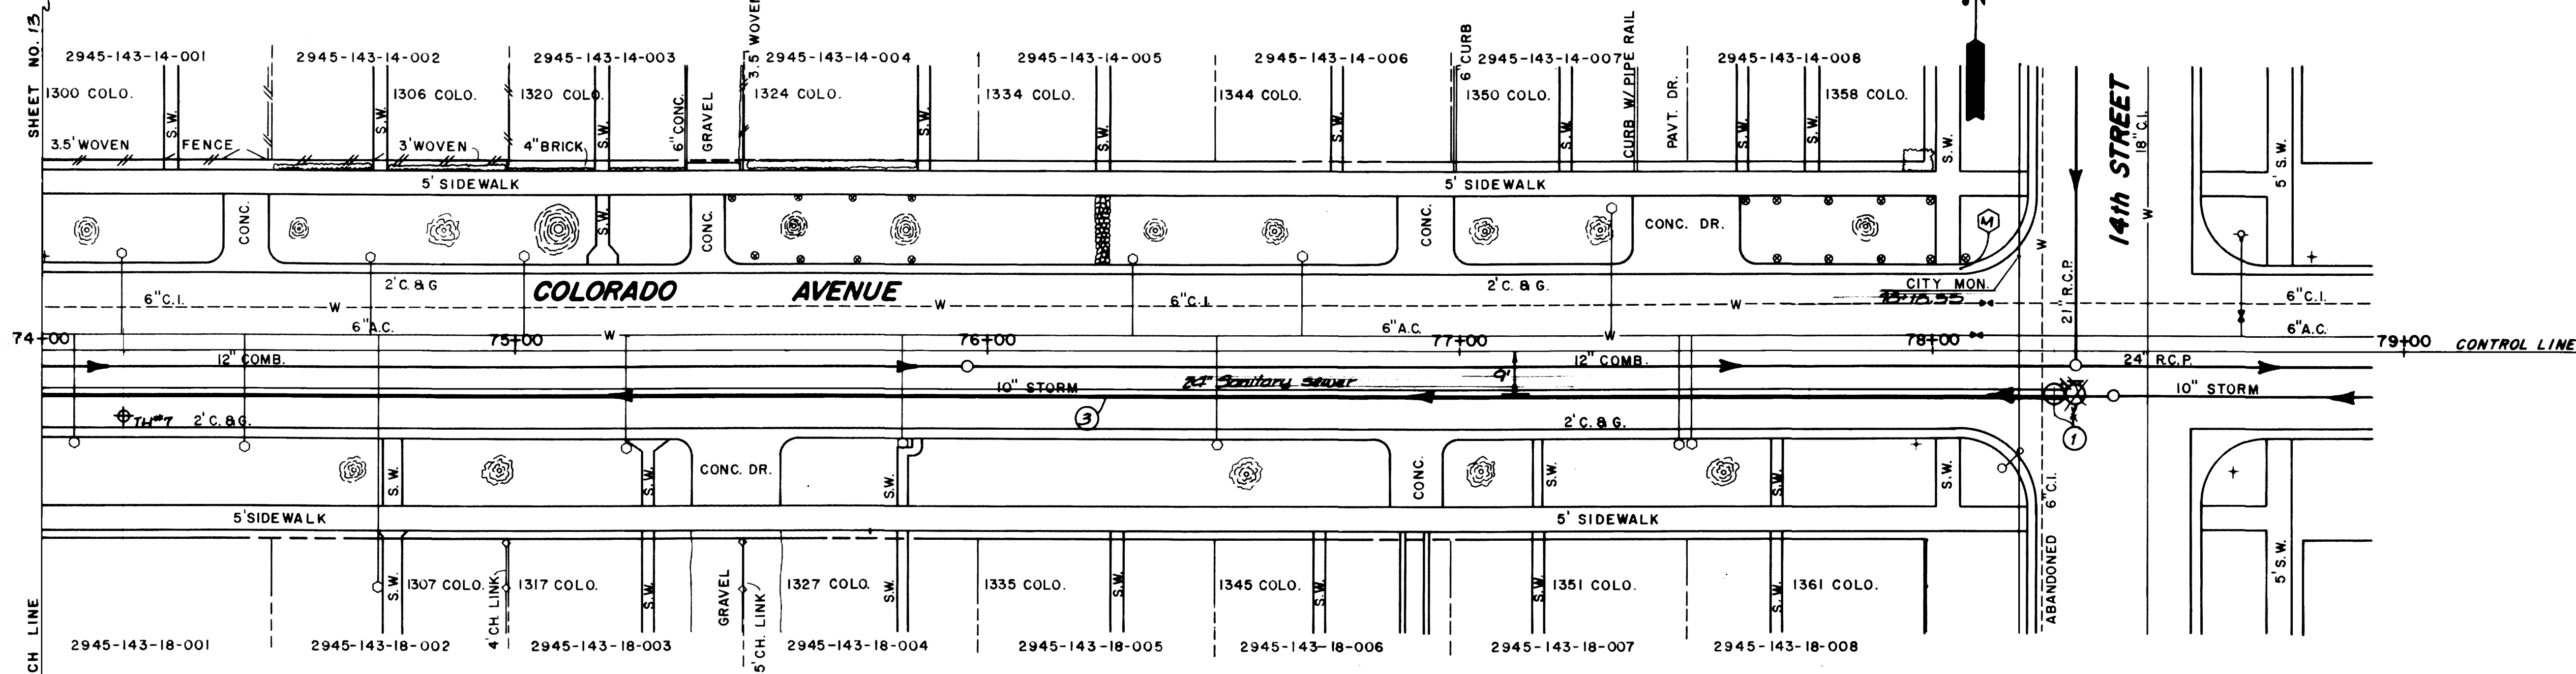 SHEET NO. 13
2945-143-14-001
2945-143-14-002
2945-143-14-003
3.5' WOVEN
2945-143-14-004
2945-143-14-005
2945-143-14-006
6" CURB
2945-143-14-007
CURB W/ PIPE RAIL
2945-143-14-008
1300 COLO.
S.W.
S.W.
1306 COLO.
1320 COLO.
S.W.
6" CONC.
GRAVEL
1324 COLO.
S.W.
1334 COLO.
S.W.
1344 COLO.
S.W.
1350 COLO.
S.W.
PAVT. DR.
S.W.
S.W.
1358 COLO.
S.W.
14th STREET
18" C.I.
5' S.W.
3.5' WOVEN FENCE
3' WOVEN
4" BRICK
5' SIDEWALK
5' SIDEWALK
CONC.
S.W.
CONC.
CONC.
CONC. DR.
M
W
W
CITY MON.
78+18.55
21" R.C.P.
2' C. & G
COLORADO AVENUE
2' C. & G.
6" C.I.
W
W
6" C.I.
W
6" C.I.
6" A.C.
W
6" A.C.
W
6" A.C.
74+00
75+00
76+00
77+00
78+00
79+00
CONTROL LINE
12" COMB.
12" COMB.
24" R.C.P.
10" STORM
24" Sanitary sewer
9'
10" STORM
TH#7
2' C. & G.
3
2' C. & G.
1
S.W.
S.W.
CONC. DR.
S.W.
CONC.
S.W.
S.W.
S.W.
6" C.I.
ABANDONED
5' SIDEWALK
5' SIDEWALK
5' S.W.
S.W.
1307 COLO.
4' CH. LINK
1317 COLO.
S.W.
GRAVEL
5' CH. LINK
1327 COLO.
S.W.
1335 COLO.
S.W.
1345 COLO.
S.W.
S.W.
1351 COLO.
S.W.
1361 COLO.
CH LINE
2945-143-18-001
2945-143-18-002
2945-143-18-003
2945-143-18-004
2945-143-18-005
2945-143-18-006
2945-143-18-007
2945-143-18-008